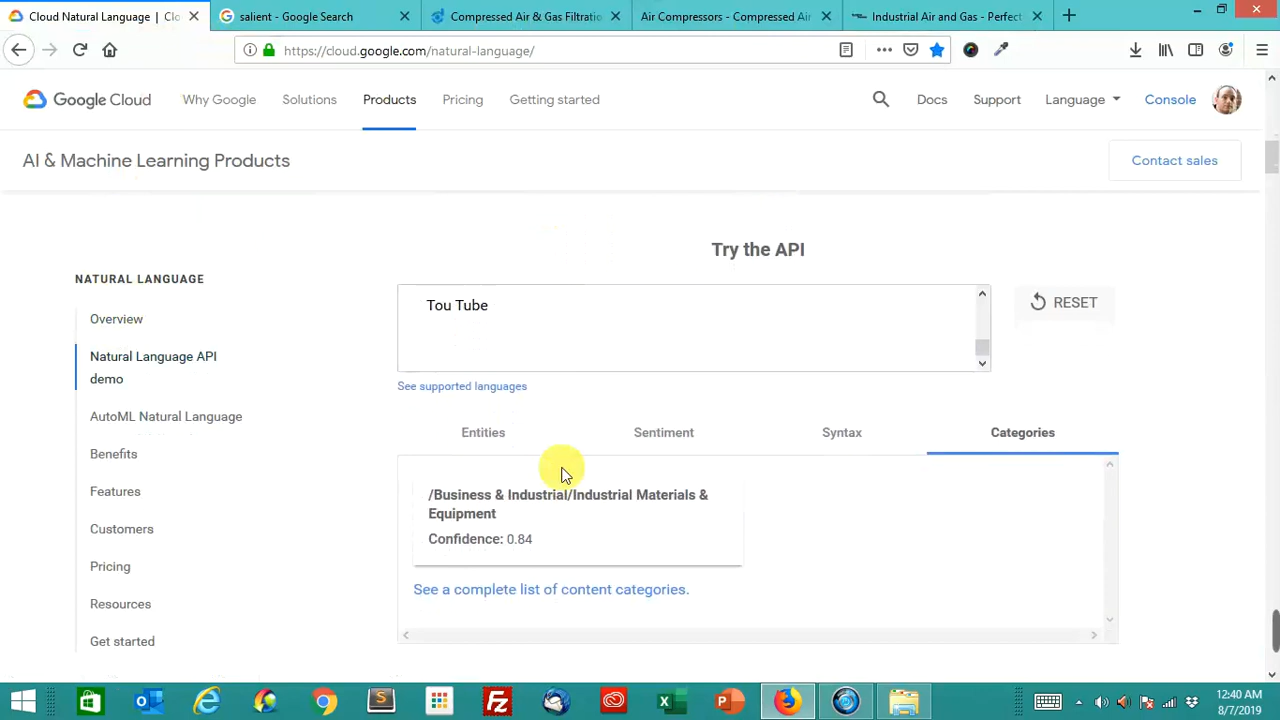 Cloud Natural Language | Clo
salient - Google Search
Compressed Air & Gas Filtratio
Air Compressors - Compressed Air
Industrial Air and Gas - Perfect
https://cloud.google.com/natural-language/
Google Cloud
Why Google
Solutions
Products
Pricing
Getting started
Docs
Support
Language
Console
AI & Machine Learning Products
Contact sales
Try the API
NATURAL LANGUAGE
Tou Tube
RESET
Overview
Natural Language API
demo
See supported languages
AutoML Natural Language
Entities
Sentiment
Syntax
Categories
Benefits
Features
/Business & Industrial/Industrial Materials &
Equipment
Customers
Confidence: 0.84
Pricing
See a complete list of content categories.
Resources
Get started
12:40 AM
8/7/2019